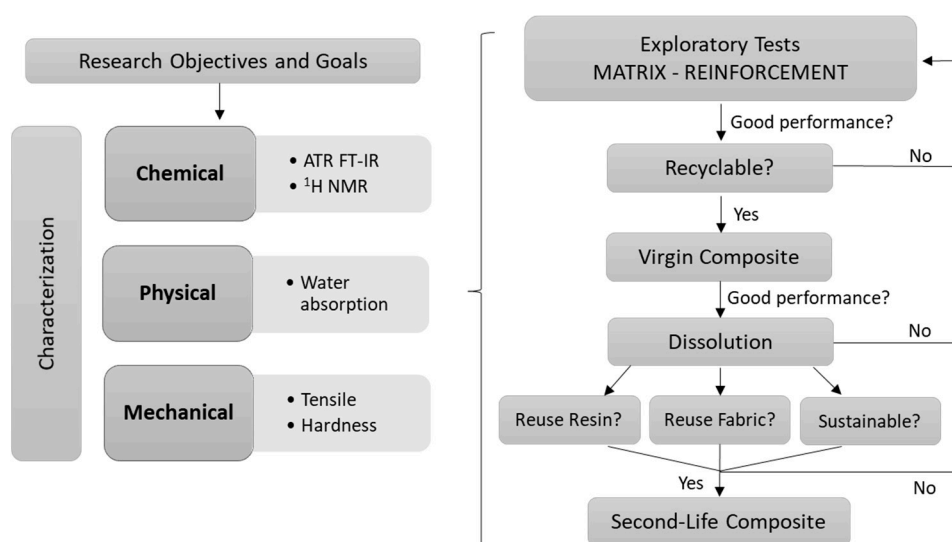 Research Objectives and Goals
Characterization
Chemical
• ATR FT-IR
• ¹H NMR
Physical
• Water
absorption
Mechanical
• Tensile
• Hardness
Exploratory Tests
MATRIX - REINFORCEMENT
Good performance?
Recyclable?
No
Yes
Virgin Composite
Good performance?
Dissolution
No
Reuse Resin?
Reuse Fabric?
Sustainable?
Yes
No
Second-Life Composite